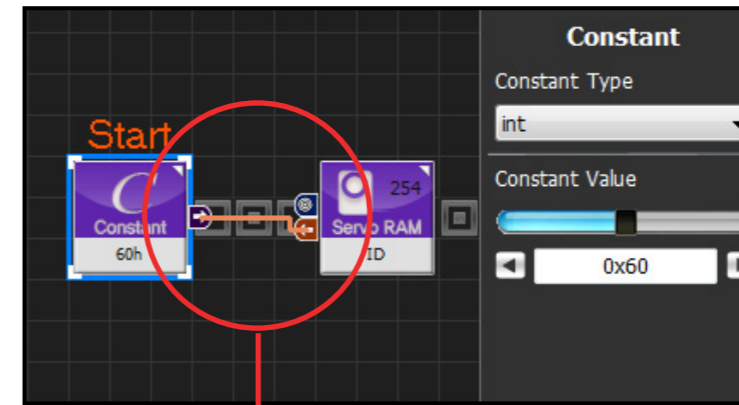 Start
C
Constant
60h
254
Servo RAM
ID
Constant
Constant Type
int
Constant Value
0x60